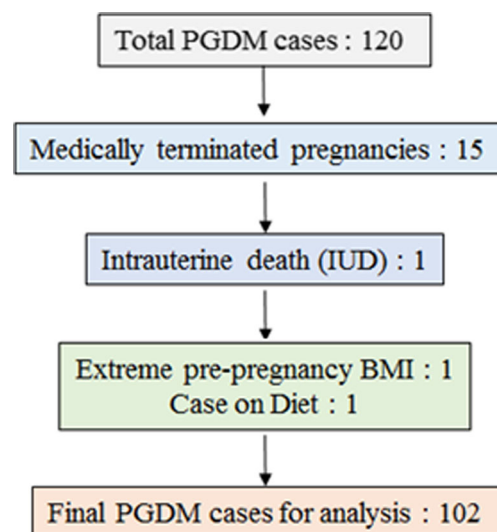 Total PGDM cases : 120
Medically terminated pregnancies : 15
Intrauterine death (IUD) : 1
Extreme pre-pregnancy BMI : 1
Case on Diet : 1
Final PGDM cases for analysis : 102